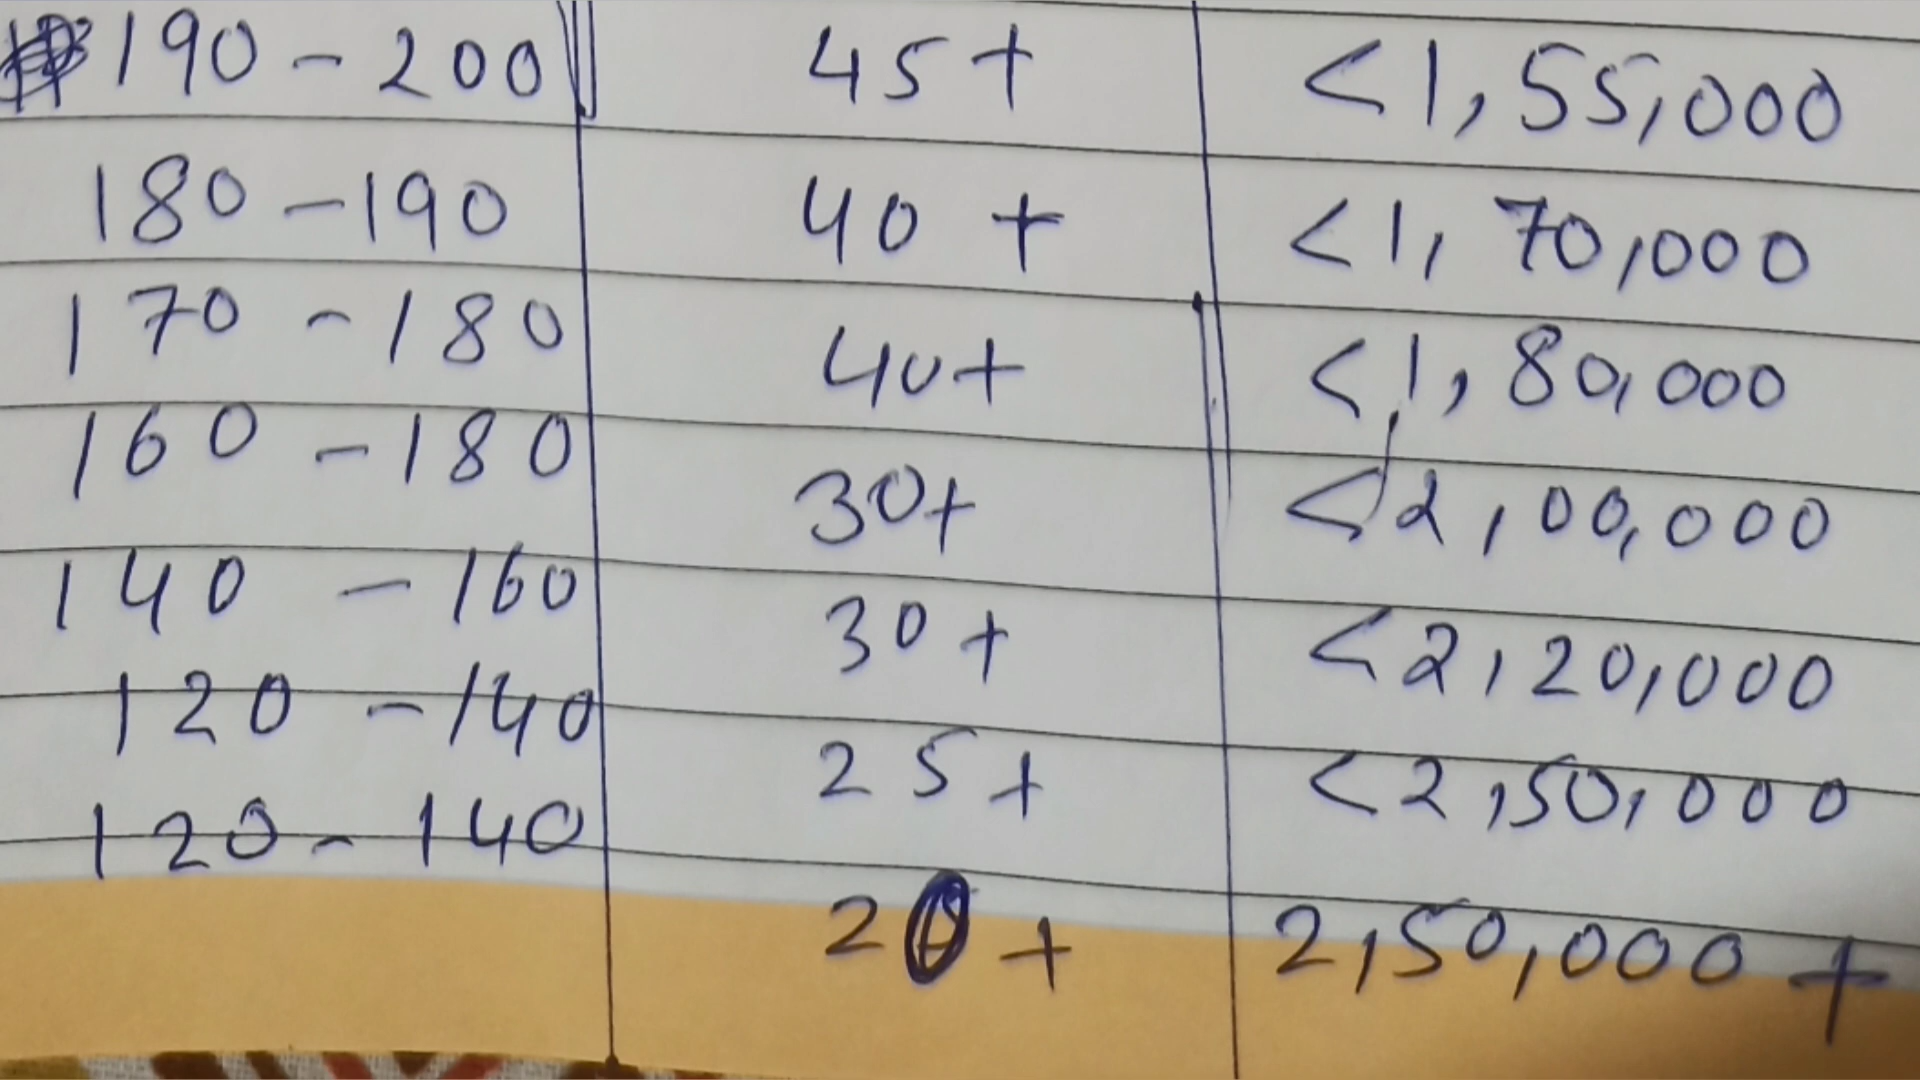 190 - 200 45+ <1,55,000
180 - 190 40 + <1, 70,000
170 - 180 40+ <1, 80,000
160 - 180 30+ <2,00,000
140 - 160 30+ <2,20,000
120 - 140 25+ <2,50,000
120 - 140 20+ 2,50,000 +